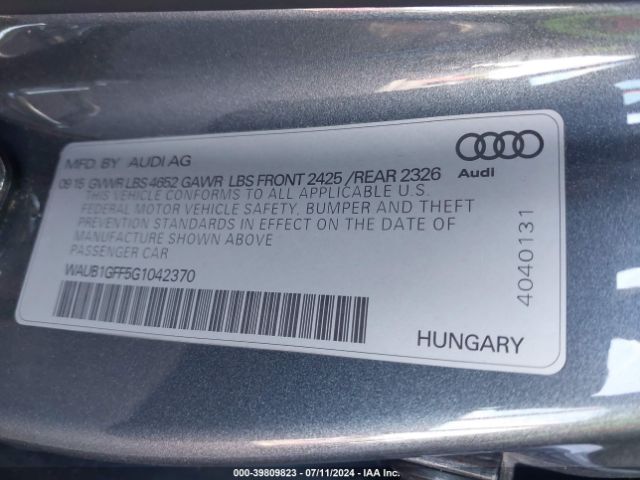 MFD BY AUDI AG
0915 GVWR LBS 4652 GAWR LBS FRONT 2425 /REAR 2326
THIS VEHICLE CONFORMS TO ALL APPLICABLE U.S.
FEDERAL MOTOR VEHICLE SAFETY, BUMPER AND THEFT
PREVENTION STANDARDS IN EFFECT ON THE DATE OF
MANUFACTURE SHOWN ABOVE
PASSENGER CAR
WAUB1GFF5G1042370
Audi
4040131
HUNGARY
000-39809823 - 07/11/2024 - IAA Inc.